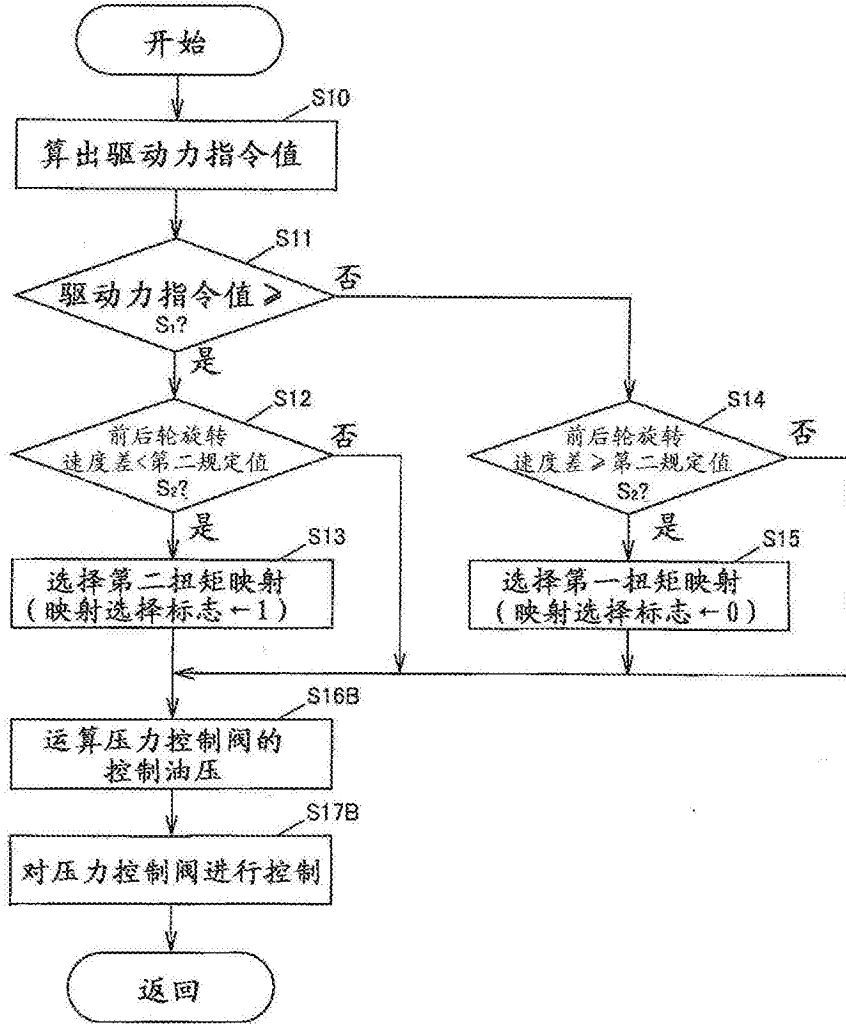 开始
S10
算出驱动力指令值
S11
否
驱动力指令值≥
S₁?
是
S12
否
前后轮旋转
速度差<第二规定值
S₂?
是
S14
否
前后轮旋转
速度差≥第二规定值
S₂?
是
S13
选择第二扭矩映射
(映射选择标志←1)
S15
选择第一扭矩映射
(映射选择标志←0)
S16B
运算压力控制阀的
控制油压
S17B
对压力控制阀进行控制
返回